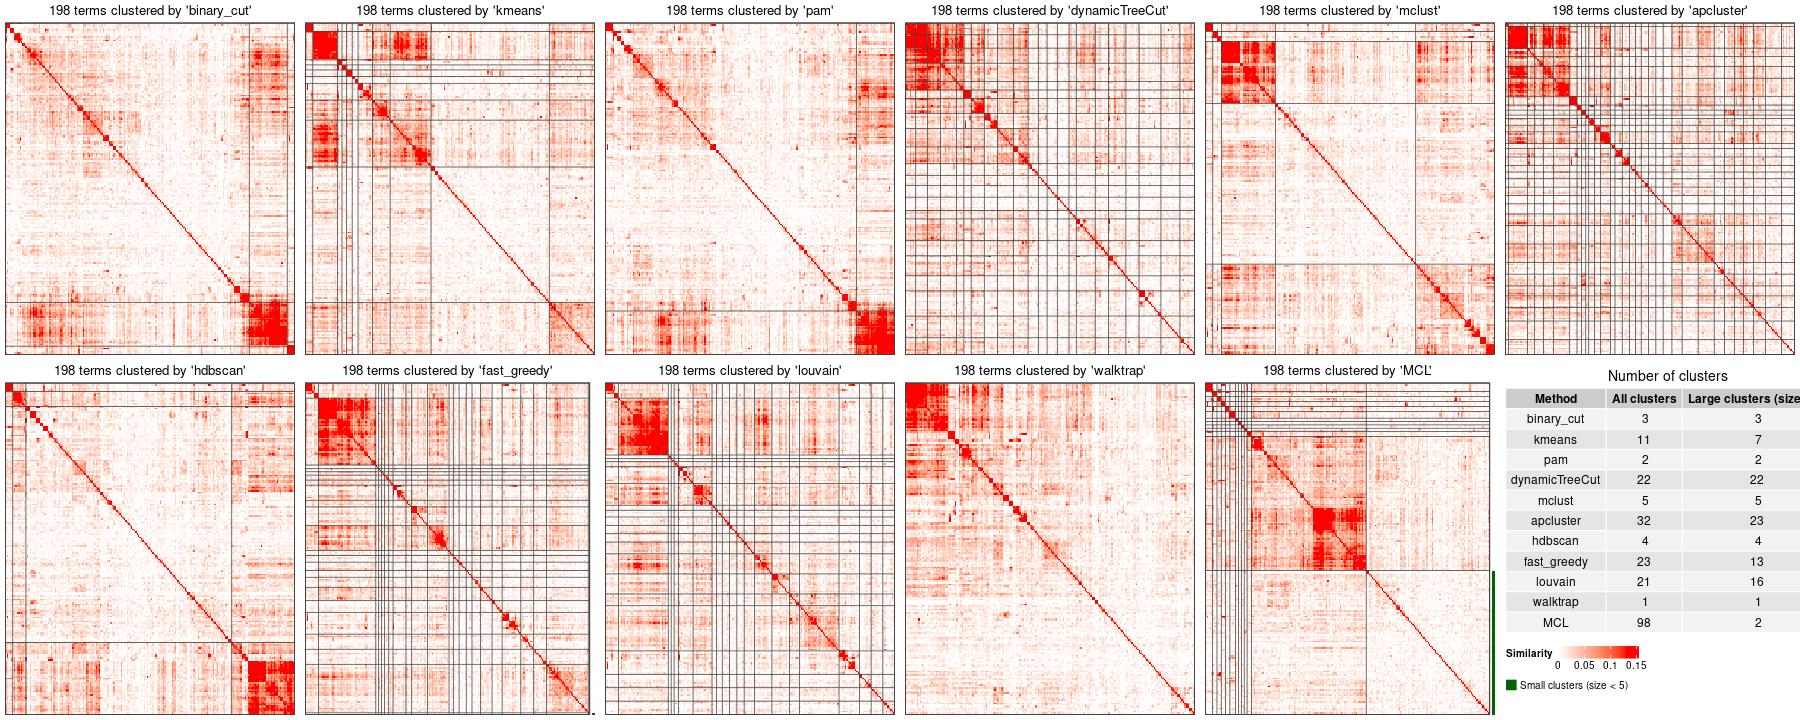 198 terms clustered by 'binary_cut'
198 terms clustered by 'kmeans'
198 terms clustered by 'pam'
198 terms clustered by 'dynamicTreeCut'
198 terms clustered by 'mclust'
198 terms clustered by 'apcluster'
198 terms clustered by 'hdbscan'
198 terms clustered by 'fast_greedy'
198 terms clustered by 'louvain'
198 terms clustered by 'walktrap'
198 terms clustered by 'MCL'
Number of clusters
Method All clusters Large clusters (size
binary_cut 3 3
kmeans 11 7
pam 2 2
dynamicTreeCut 22 22
mclust 5 5
apcluster 32 23
hdbscan 4 4
fast_greedy 23 13
louvain 21 16
walktrap 1 1
MCL 98 2
Similarity
0 0.05 0.1 0.15
Small clusters (size < 5)